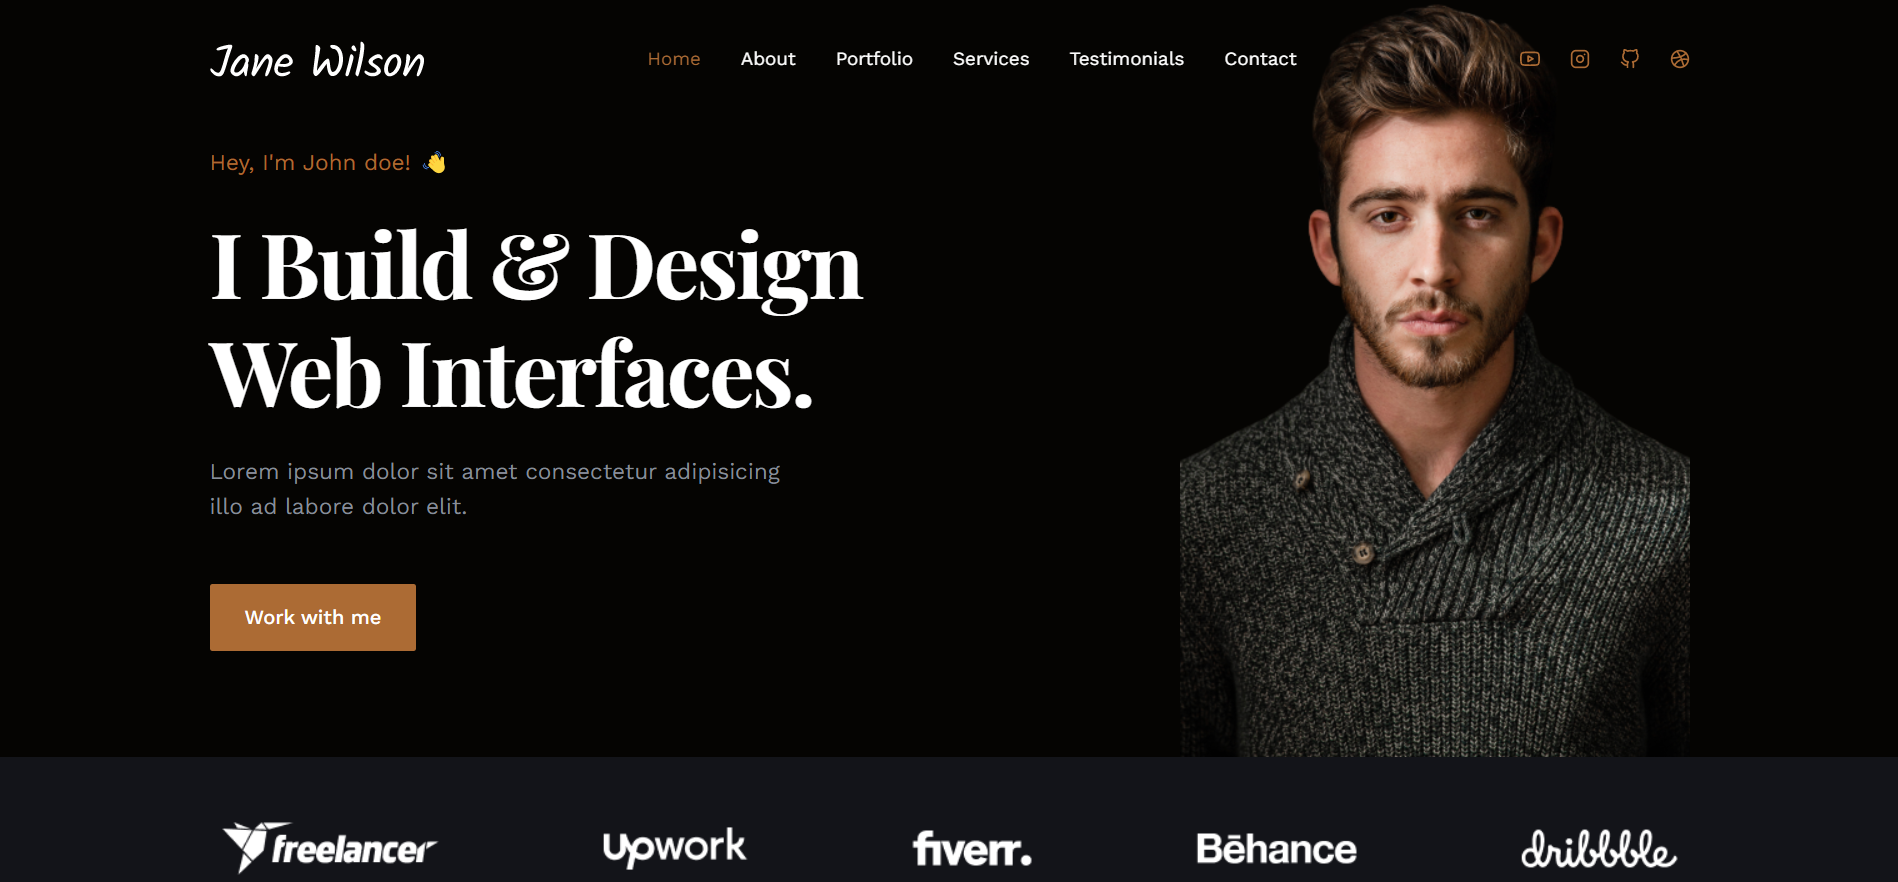 Jane Wilson
Home About Portfolio Services Testimonials Contact
Hey, I'm John doe! 👋
I Build & Design
Web Interfaces.
Lorem ipsum dolor sit amet consectetur adipisicing
illo ad labore dolor elit.
Work with me
freelancer Upwork fiverr. Bēhance dribbble